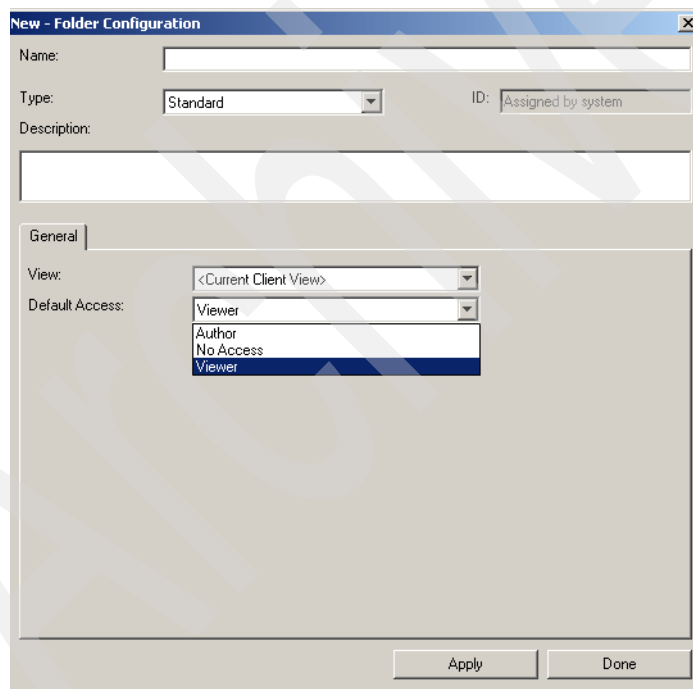 New - Folder Configuration
Name:
Type: Standard ID: Assigned by system
Description:
General
View: <Current Client View>
Default Access: Viewer
Author
No Access
Viewer
Apply Done